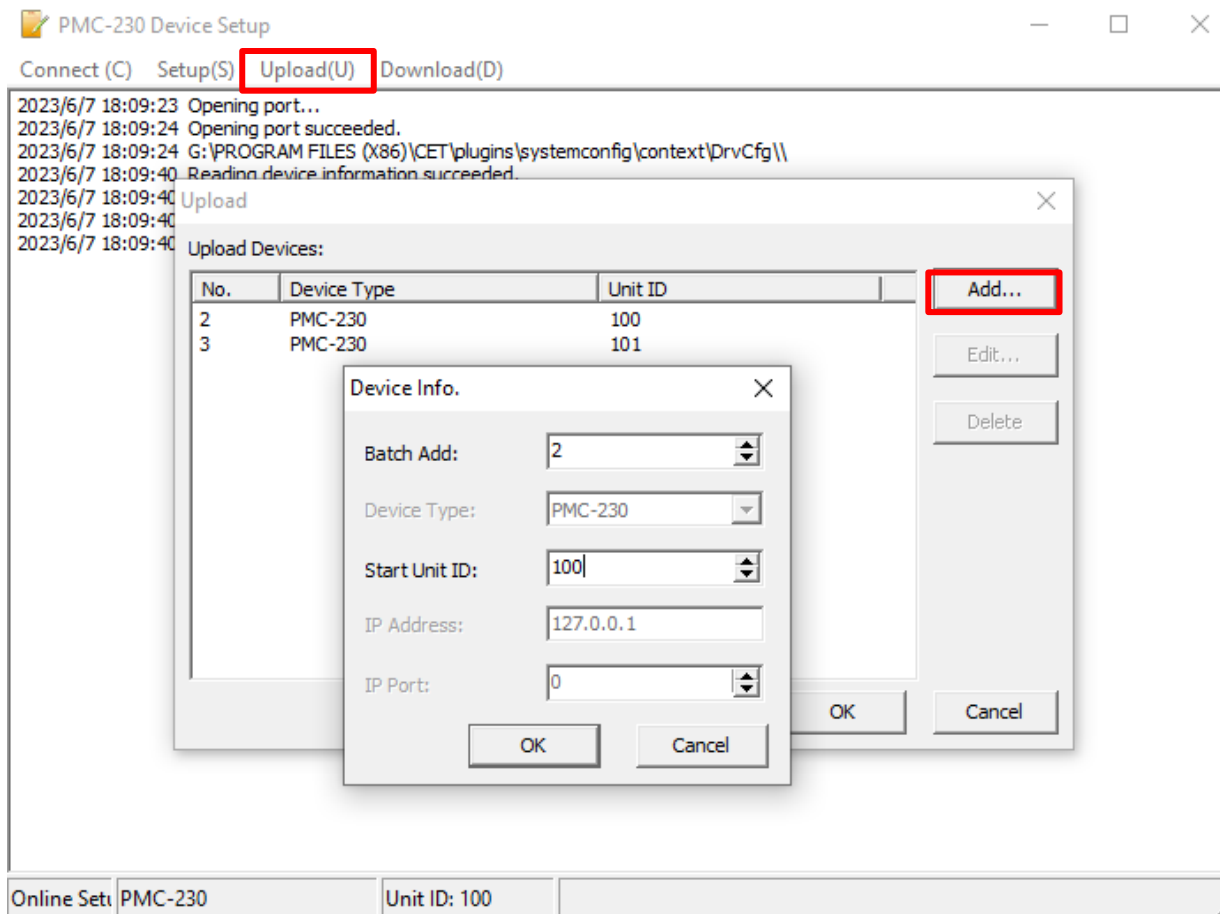 PMC-230 Device Setup
Connect (C) Setup(S) Upload(U) Download(D)
2023/6/7 18:09:23 Opening port...
2023/6/7 18:09:24 Opening port succeeded.
2023/6/7 18:09:24 G:\PROGRAM FILES (X86)\CET\plugins\systemconfig\context\DrvCfg\\
2023/6/7 18:09:40 Reading device information succeeded.
2023/6/7 18:09:40
2023/6/7 18:09:40
2023/6/7 18:09:40
Upload
Upload Devices:
No. Device Type Unit ID
2 PMC-230 100
3 PMC-230 101
Add...
Edit...
Delete
Device Info.
Batch Add: 2
Device Type: PMC-230
Start Unit ID: 100
IP Address: 127.0.0.1
IP Port: 0
OK Cancel
OK Cancel
Online Setu PMC-230 Unit ID: 100